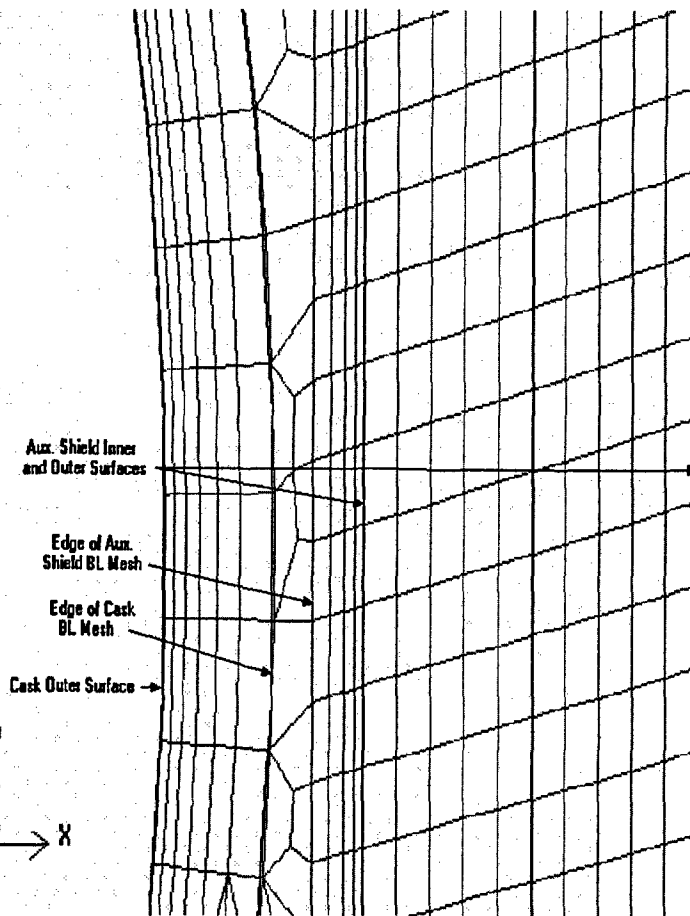 Aux. Shield Inner
and Outer Surfaces
Edge of Aux.
Shield BL Mesh
Edge of Cask
BL Mesh
Cask Outer Surface
X